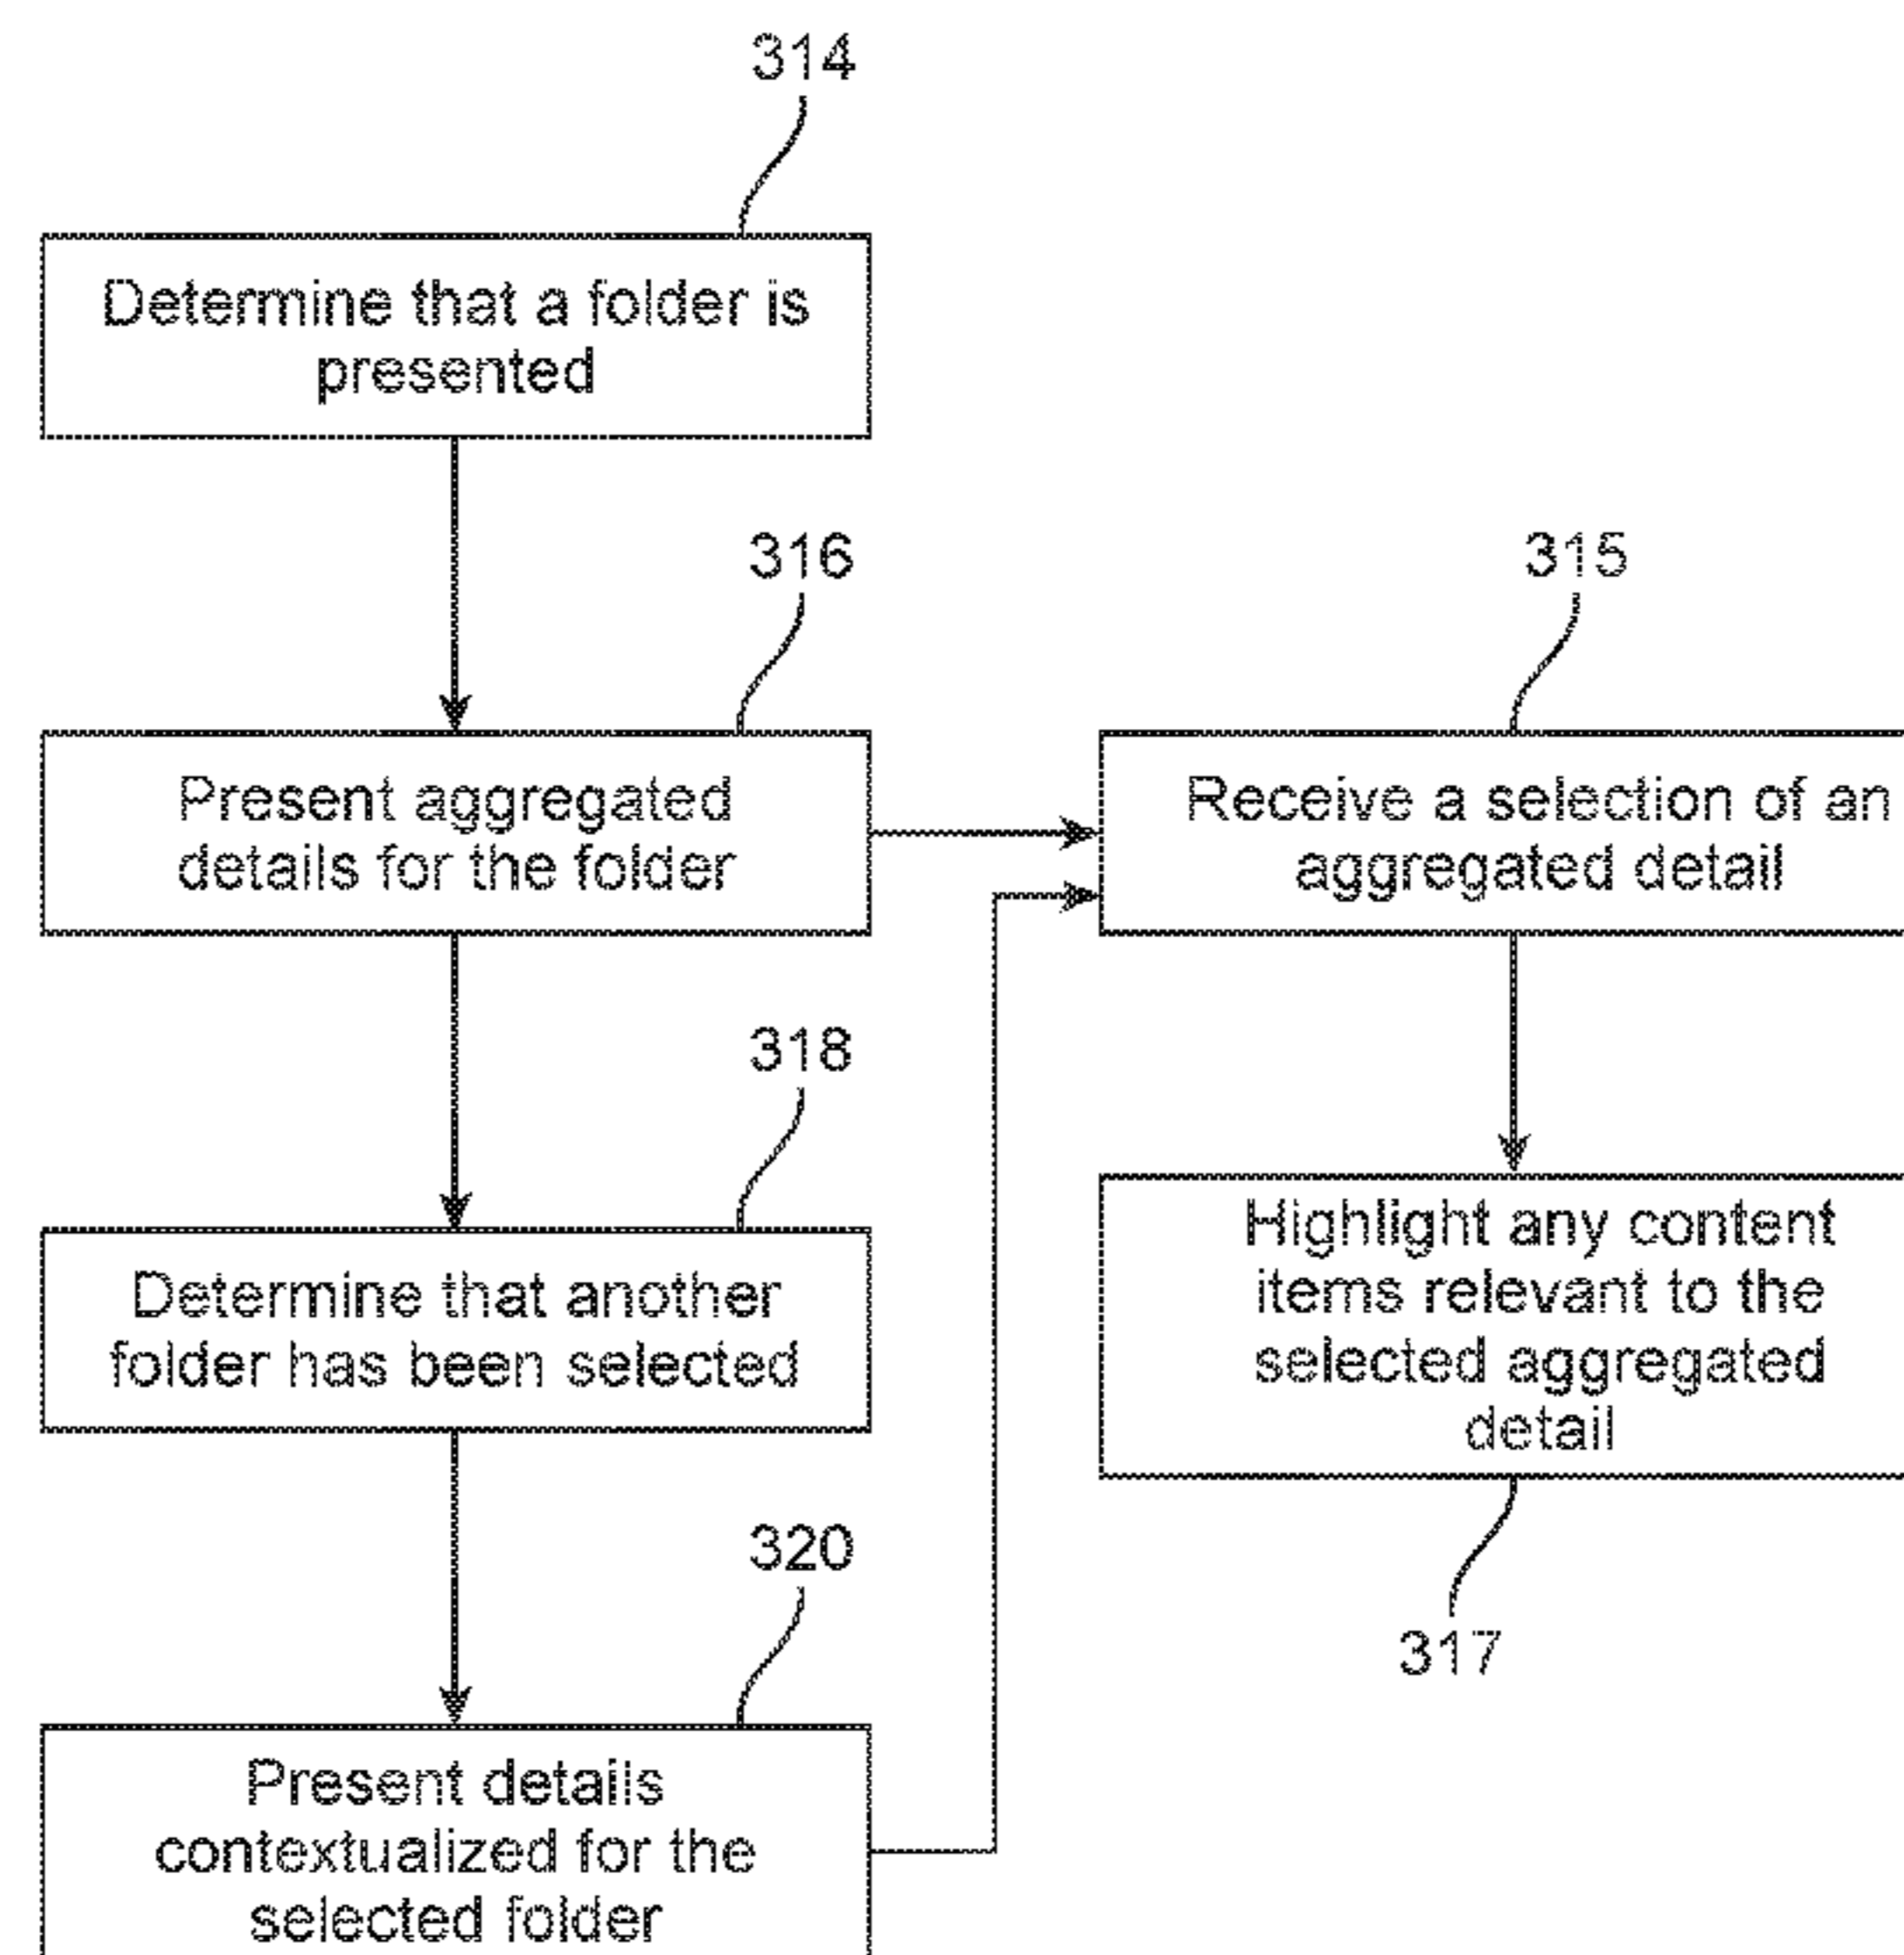 314
Determine that a folder is
presented
316
Present aggregated
details for the folder
315
Receive a selection of an
aggregated detail
318
Determine that another
folder has been selected
Highlight any content
items relevant to the
selected aggregated
detail
317
320
Present details
contextualized for the
selected folder